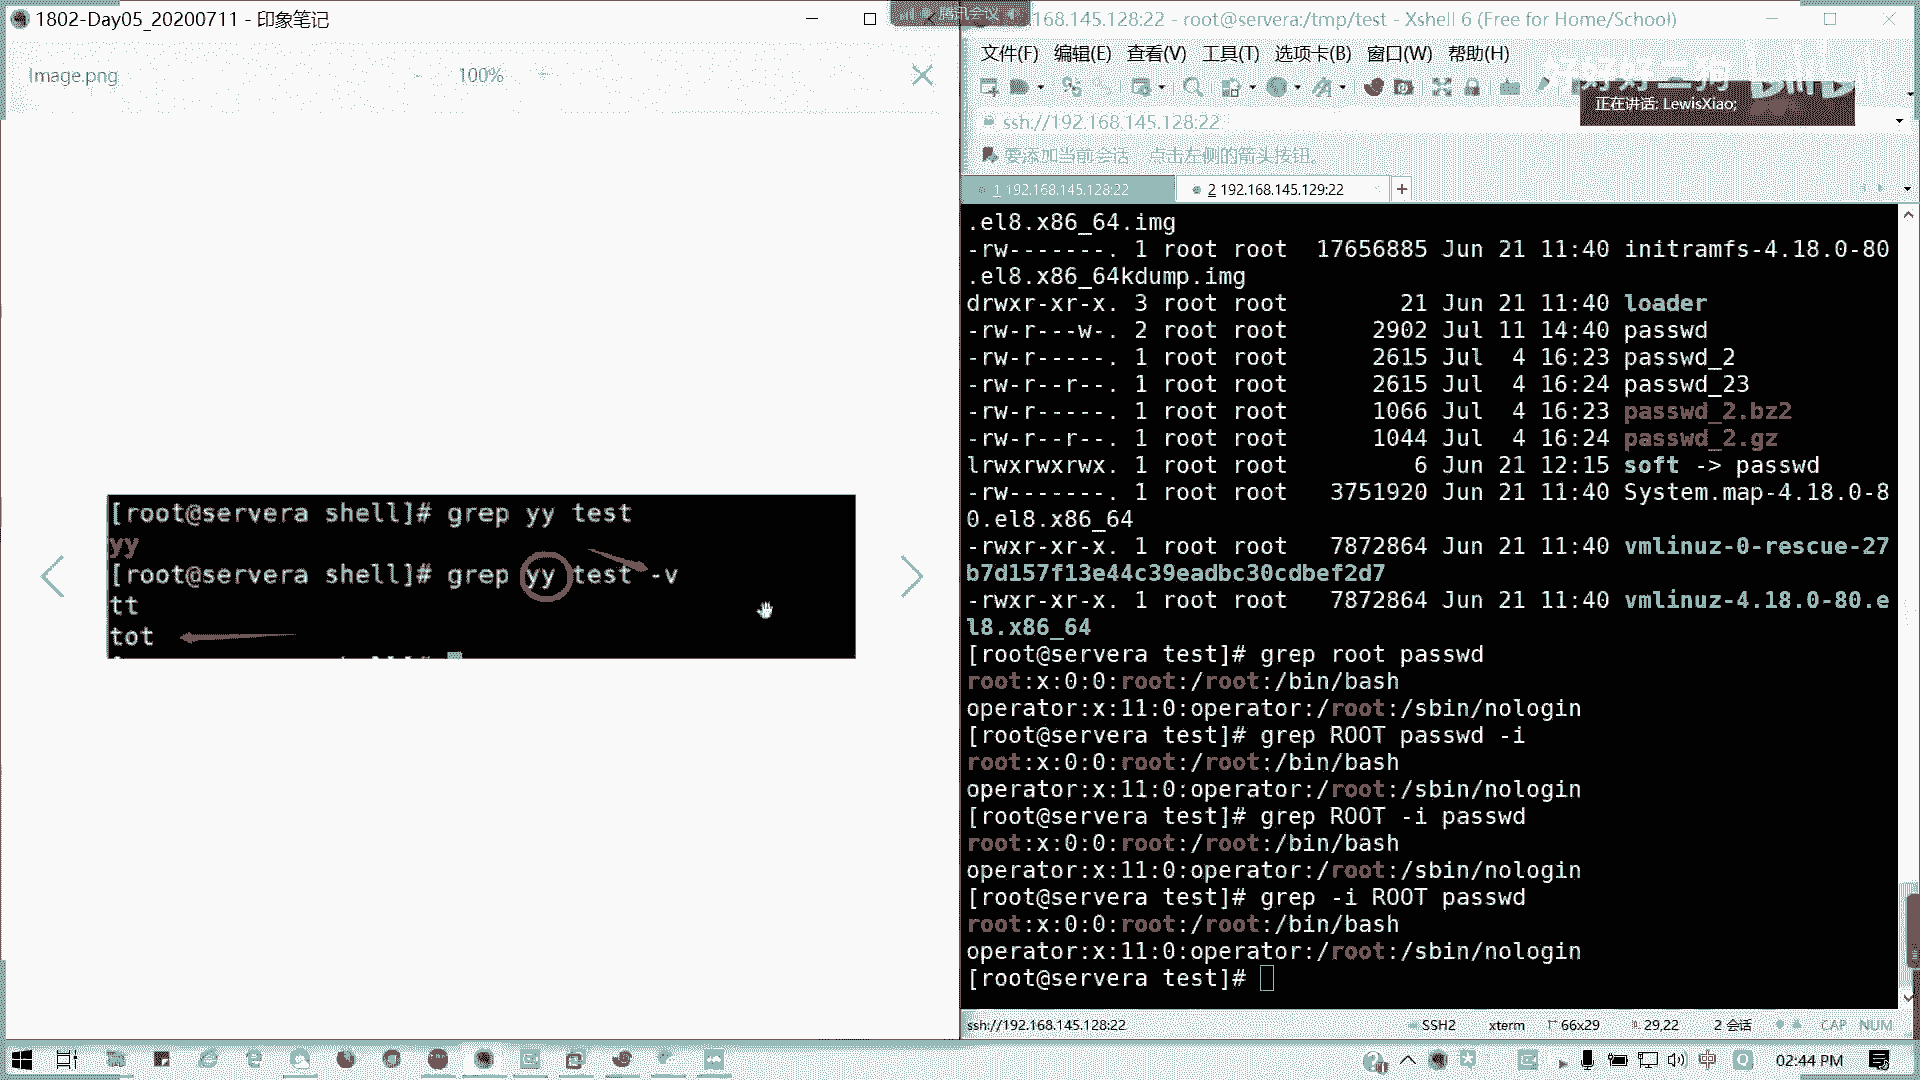 1802-Day05_20200711 - 印象笔记
Image.png
100%
[root@servera shell]# grep yy test
yy
[root@servera shell]# grep yy test -v
tt
tot
腾讯会议
168.145.128:22 - root@servera:/tmp/test - Xshell 6 (Free for Home/School)
文件(F) 编辑(E) 查看(V) 工具(T) 选项卡(B) 窗口(W) 帮助(H)
正在讲话: LewisXiao;
ssh://192.168.145.128:22
要添加当前会话，点击左侧的箭头按钮。
1 192.168.145.128:22
2 192.168.145.129:22
.el8.x86_64.img
-rw-------. 1 root root 17656885 Jun 21 11:40 initramfs-4.18.0-80
.el8.x86_64kdump.img
drwxr-xr-x. 3 root root 21 Jun 21 11:40 loader
-rw-r---w-. 2 root root 2902 Jul 11 14:40 passwd
-rw-r-----. 1 root root 2615 Jul 4 16:23 passwd_2
-rw-r--r--. 1 root root 2615 Jul 4 16:24 passwd_23
-rw-r-----. 1 root root 1066 Jul 4 16:23 passwd_2.bz2
-rw-r--r--. 1 root root 1044 Jul 4 16:24 passwd_2.gz
lrwxrwxrwx. 1 root root 6 Jun 21 12:15 soft -> passwd
-rw-------. 1 root root 3751920 Jun 21 11:40 System.map-4.18.0-8
0.el8.x86_64
-rwxr-xr-x. 1 root root 7872864 Jun 21 11:40 vmlinuz-0-rescue-27
b7d157f13e44c39eadbc30cdbef2d7
-rwxr-xr-x. 1 root root 7872864 Jun 21 11:40 vmlinuz-4.18.0-80.e
l8.x86_64
[root@servera test]# grep root passwd
root:x:0:0:root:/root:/bin/bash
operator:x:11:0:operator:/root:/sbin/nologin
[root@servera test]# grep ROOT passwd -i
root:x:0:0:root:/root:/bin/bash
operator:x:11:0:operator:/root:/sbin/nologin
[root@servera test]# grep ROOT -i passwd
root:x:0:0:root:/root:/bin/bash
operator:x:11:0:operator:/root:/sbin/nologin
[root@servera test]# grep -i ROOT passwd
root:x:0:0:root:/root:/bin/bash
operator:x:11:0:operator:/root:/sbin/nologin
[root@servera test]#
ssh://192.168.145.128:22
SSH2 xterm 66x29 29,22 2 会话 CAP NUM
中
02:44 PM